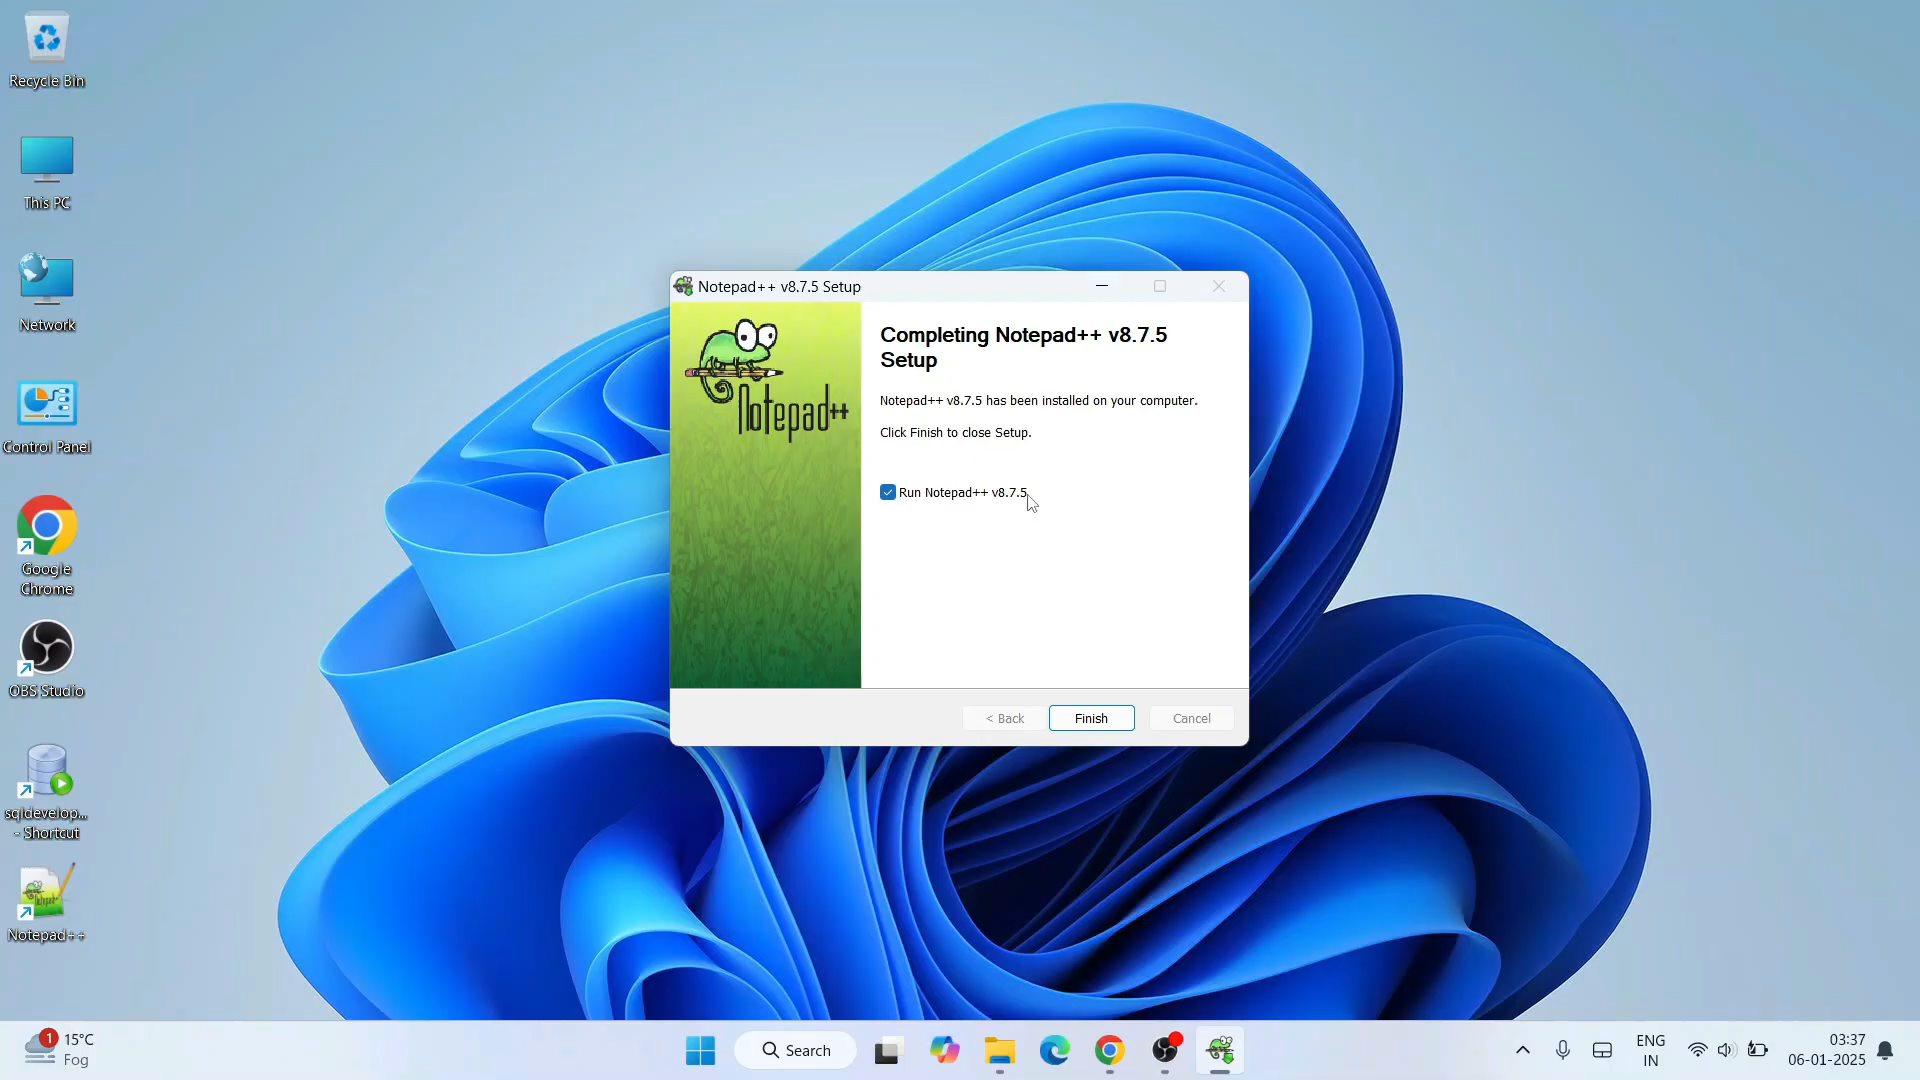 Recycle Bin
This PC
Network
Control Panel
Google
Chrome
OBS Studio
sqldevelop...
- Shortcut
Notepad++
Notepad++ v8.7.5 Setup
Notepad++
Completing Notepad++ v8.7.5
Setup
Notepad++ v8.7.5 has been installed on your computer.
Click Finish to close Setup.
Run Notepad++ v8.7.5
< Back
Finish
Cancel
1
15°C
Fog
Search
ENG
IN
03:37
06-01-2025